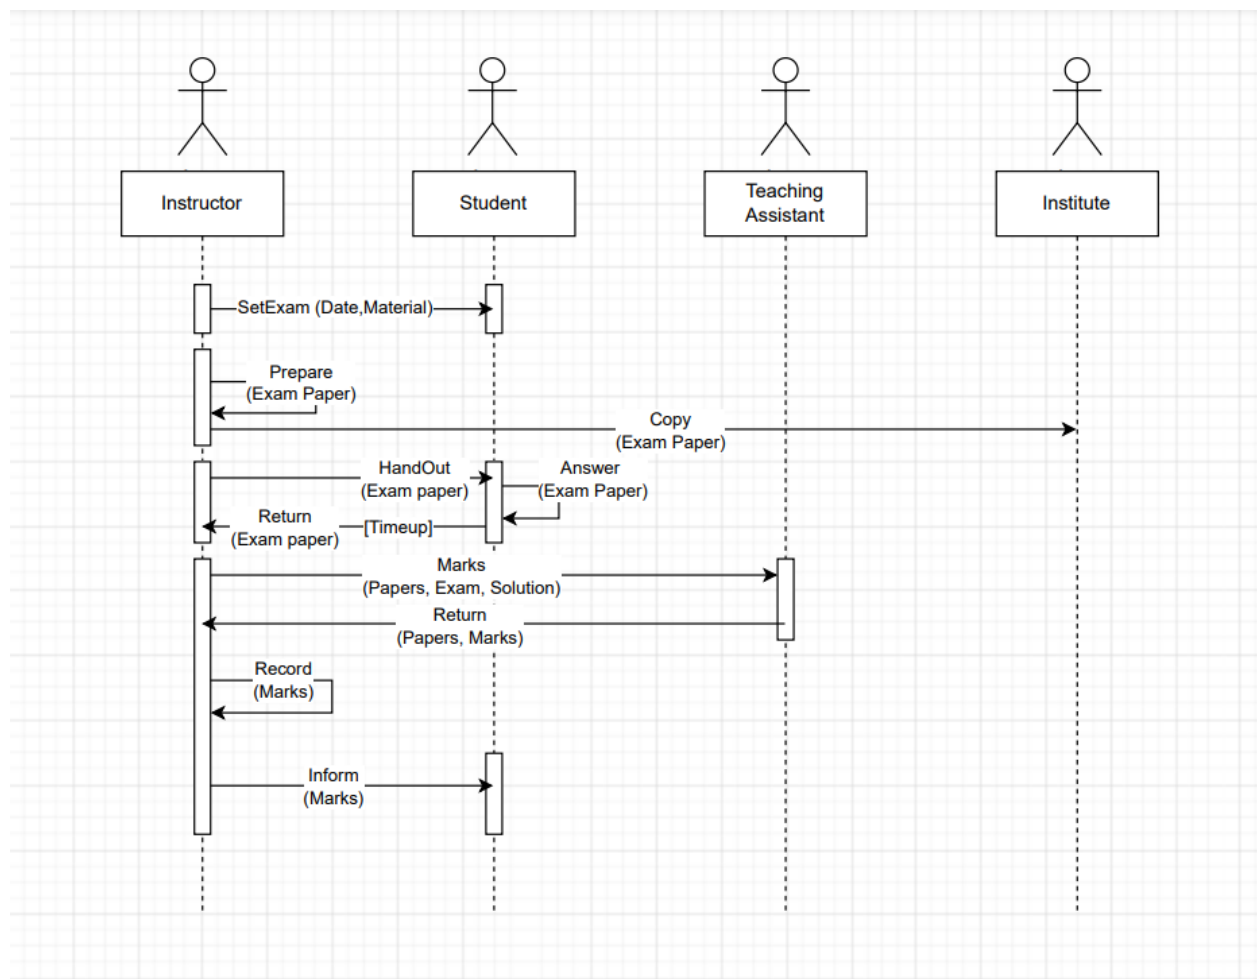 Instructor
Student
Teaching
Assistant
Institute
SetExam (Date,Material)
Prepare
(Exam Paper)
Copy
(Exam Paper)
HandOut
(Exam paper)
Answer
(Exam Paper)
Return
(Exam paper)
[Timeup]
Marks
(Papers, Exam, Solution)
Return
(Papers, Marks)
Record
(Marks)
Inform
(Marks)